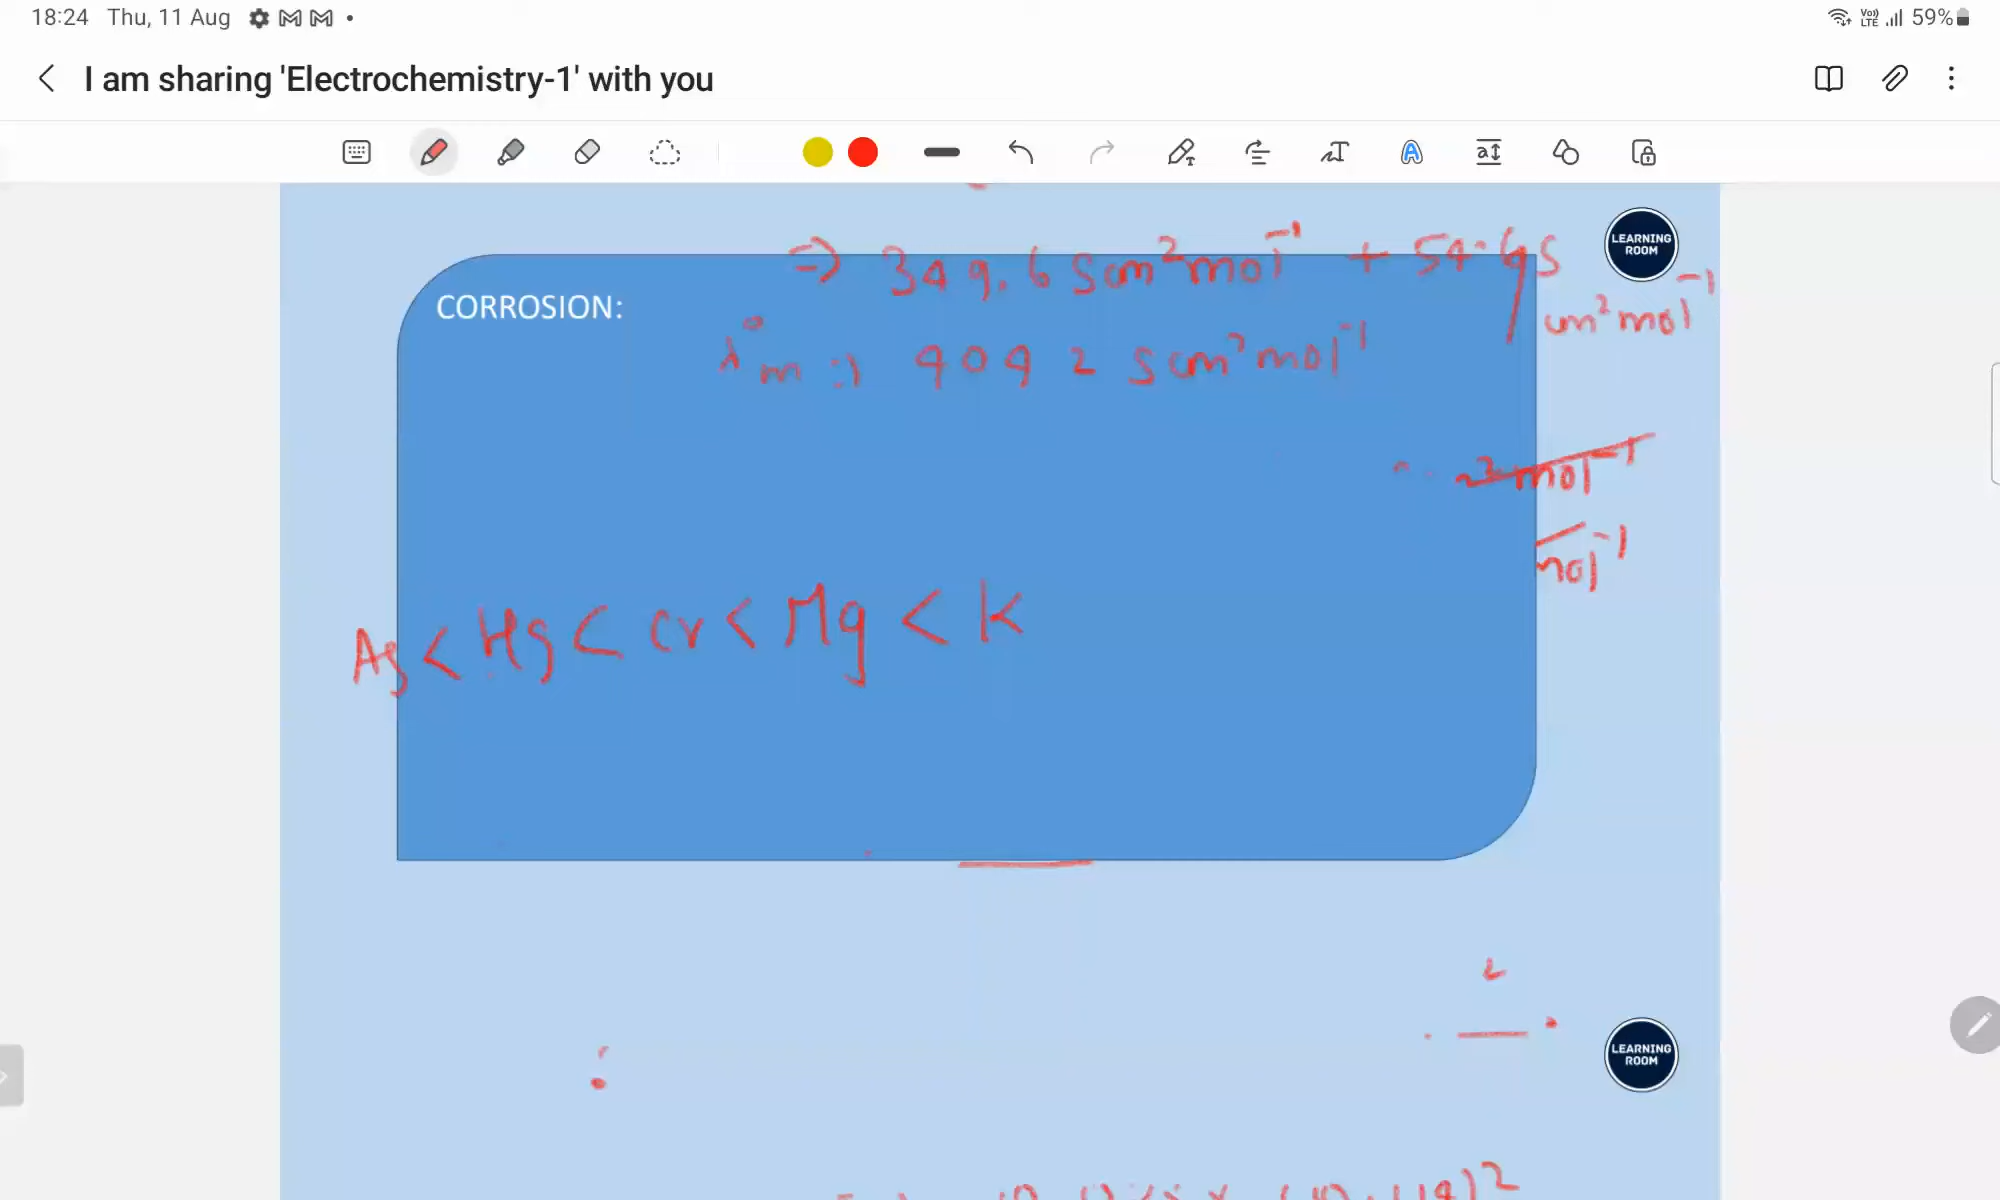 18:24 Thu, 11 Aug 59%
I am sharing 'Electrochemistry-1' with you
LEARNING ROOM
⇒ 349.6 S cm² mol⁻¹ + 54.6 S
cm² mol⁻¹
CORROSION:
λ°m ⇒ 404 2 S cm² mol⁻¹
mol⁻¹
mol⁻¹
Ag < Hg < Cr < Mg < K
LEARNING ROOM